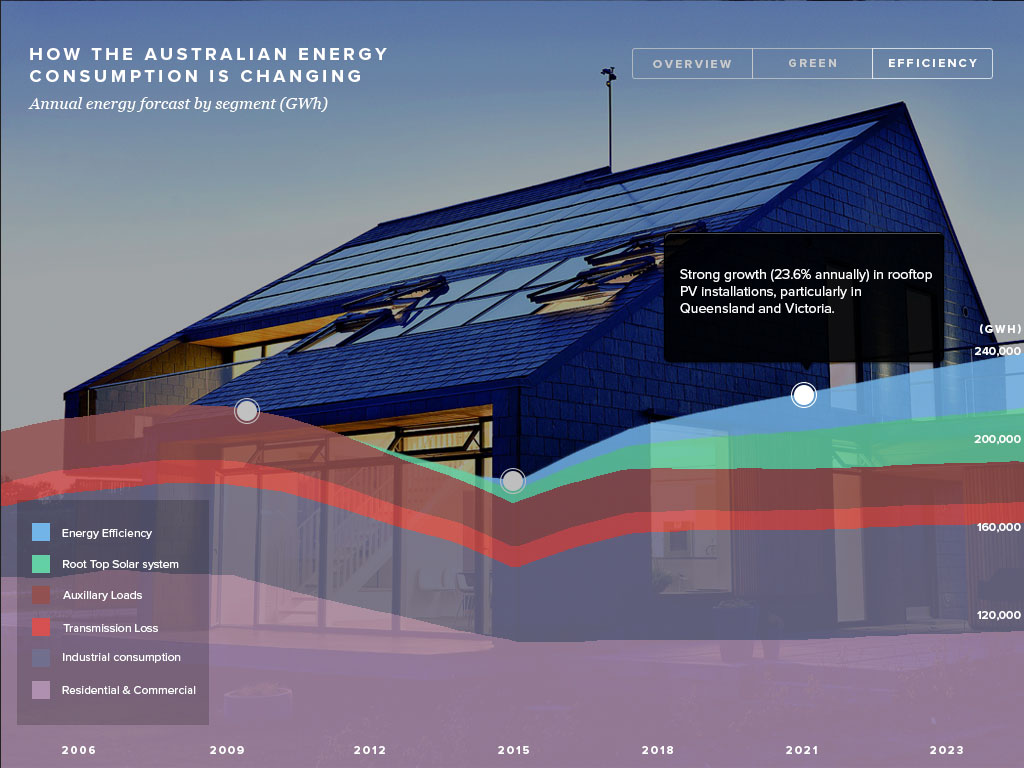 HOW THE AUSTRALIAN ENERGY
CONSUMPTION IS CHANGING
Annual energy forcast by segment (GWh)
OVERVIEW
GREEN
EFFICIENCY
Strong growth (23.6% annually) in rooftop
PV installations, particularly in
Queensland and Victoria.
(GWH)
240,000
200,000
160,000
120,000
Energy Efficiency
Root Top Solar system
Auxillary Loads
Transmission Loss
Industrial consumption
Residential & Commercial
2006 2009 2012 2015 2018 2021 2023